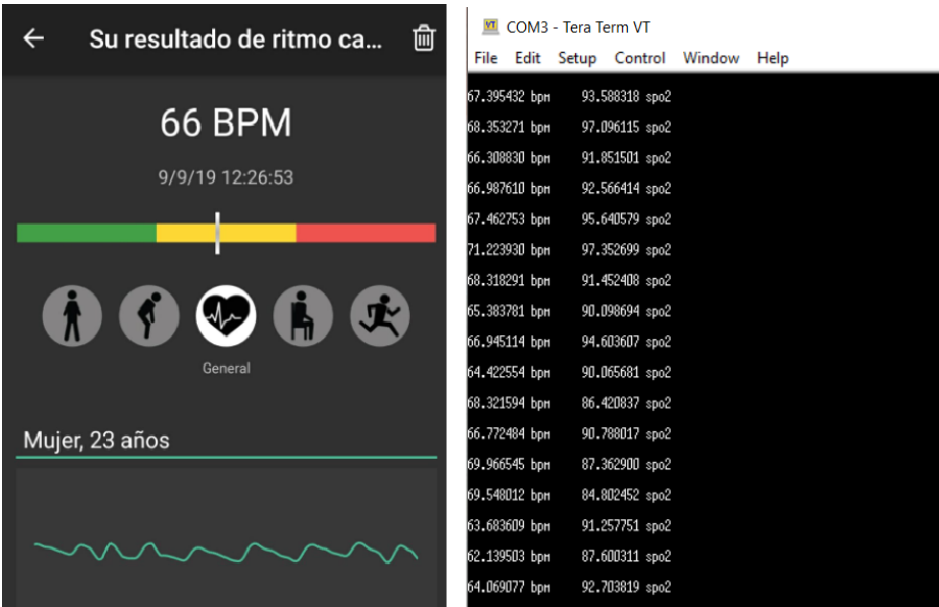 Su resultado de ritmo ca...
66 BPM
9/9/19 12:26:53
General
Mujer, 23 años
COM3 - Tera Term VT
File Edit Setup Control Window Help
67.395432 bpm 93.588318 spo2
68.353271 bpm 97.096115 spo2
66.308830 bpm 91.851501 spo2
66.987610 bpm 92.566414 spo2
67.462753 bpm 95.640579 spo2
71.223930 bpm 97.352699 spo2
68.318291 bpm 91.452408 spo2
65.383781 bpm 90.098694 spo2
66.945114 bpm 94.603607 spo2
64.422554 bpm 90.065681 spo2
68.321594 bpm 86.420837 spo2
66.772484 bpm 90.788017 spo2
69.966545 bpm 87.362900 spo2
69.548012 bpm 84.802452 spo2
63.683609 bpm 91.257751 spo2
62.139503 bpm 87.600311 spo2
64.069077 bpm 92.703819 spo2